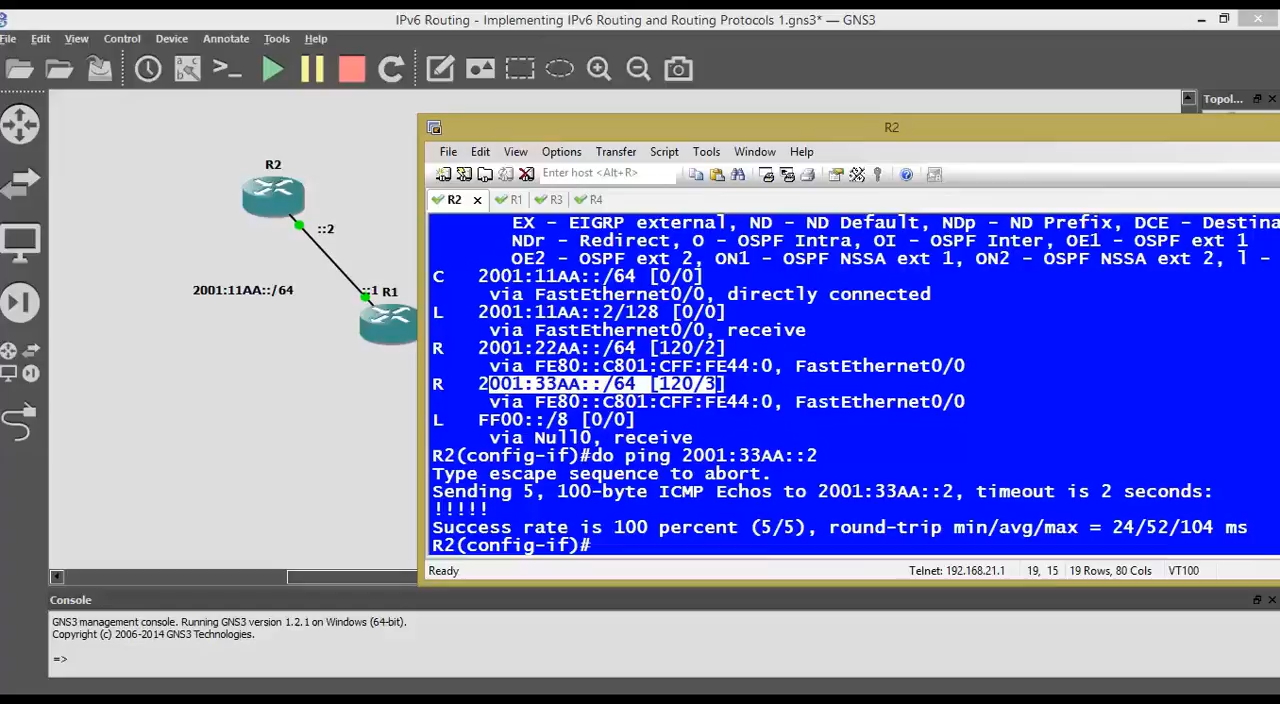 IPv6 Routing - Implementing IPv6 Routing and Routing Protocols 1.gns3* — GNS3
File Edit View Control Device Annotate Tools Help
Topol...
R2
File Edit View Options Transfer Script Tools Window Help
Enter host <Alt+R>
R2 R1 R3 R4
EX - EIGRP external, ND - ND Default, NDp - ND Prefix, DCE - Destina
NDr - Redirect, O - OSPF Intra, OI - OSPF Inter, OE1 - OSPF ext 1
OE2 - OSPF ext 2, ON1 - OSPF NSSA ext 1, ON2 - OSPF NSSA ext 2, l -
C 2001:11AA::/64 [0/0]
via FastEthernet0/0, directly connected
L 2001:11AA::2/128 [0/0]
via FastEthernet0/0, receive
R 2001:22AA::/64 [120/2]
via FE80::C801:CFF:FE44:0, FastEthernet0/0
R 2001:33AA::/64 [120/3]
via FE80::C801:CFF:FE44:0, FastEthernet0/0
L FF00::/8 [0/0]
via Null0, receive
R2(config-if)#do ping 2001:33AA::2
Type escape sequence to abort.
Sending 5, 100-byte ICMP Echos to 2001:33AA::2, timeout is 2 seconds:
!!!!!
Success rate is 100 percent (5/5), round-trip min/avg/max = 24/52/104 ms
R2(config-if)#
Ready Telnet: 192.168.21.1 19, 15 19 Rows, 80 Cols VT100
R2
::2
2001:11AA::/64
::1 R1
Console
GNS3 management console. Running GNS3 version 1.2.1 on Windows (64-bit).
Copyright (c) 2006-2014 GNS3 Technologies.
=>